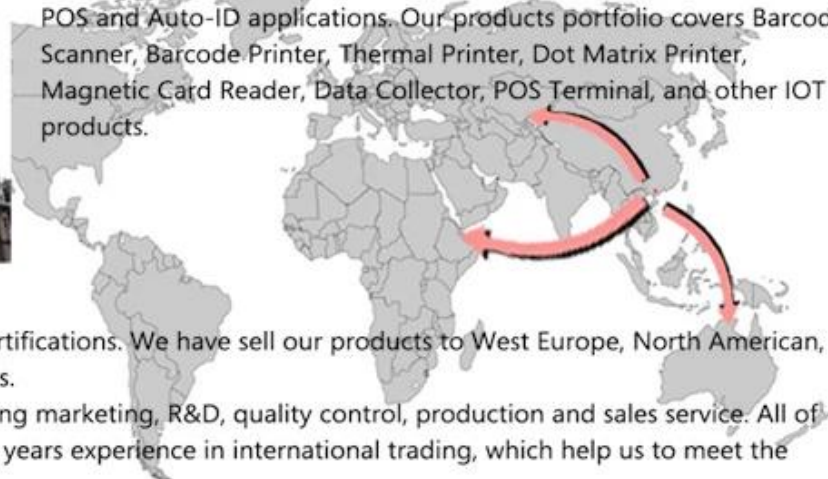 POS and Auto-ID applications. Our products portfolio covers Barcod
Scanner, Barcode Printer, Thermal Printer, Dot Matrix Printer,
Magnetic Card Reader, Data Collector, POS Terminal, and other IOT
products.
rtifications. We have sell our products to West Europe, North American,
s.
ng marketing, R&D, quality control, production and sales service. All of
years experience in international trading, which help us to meet the